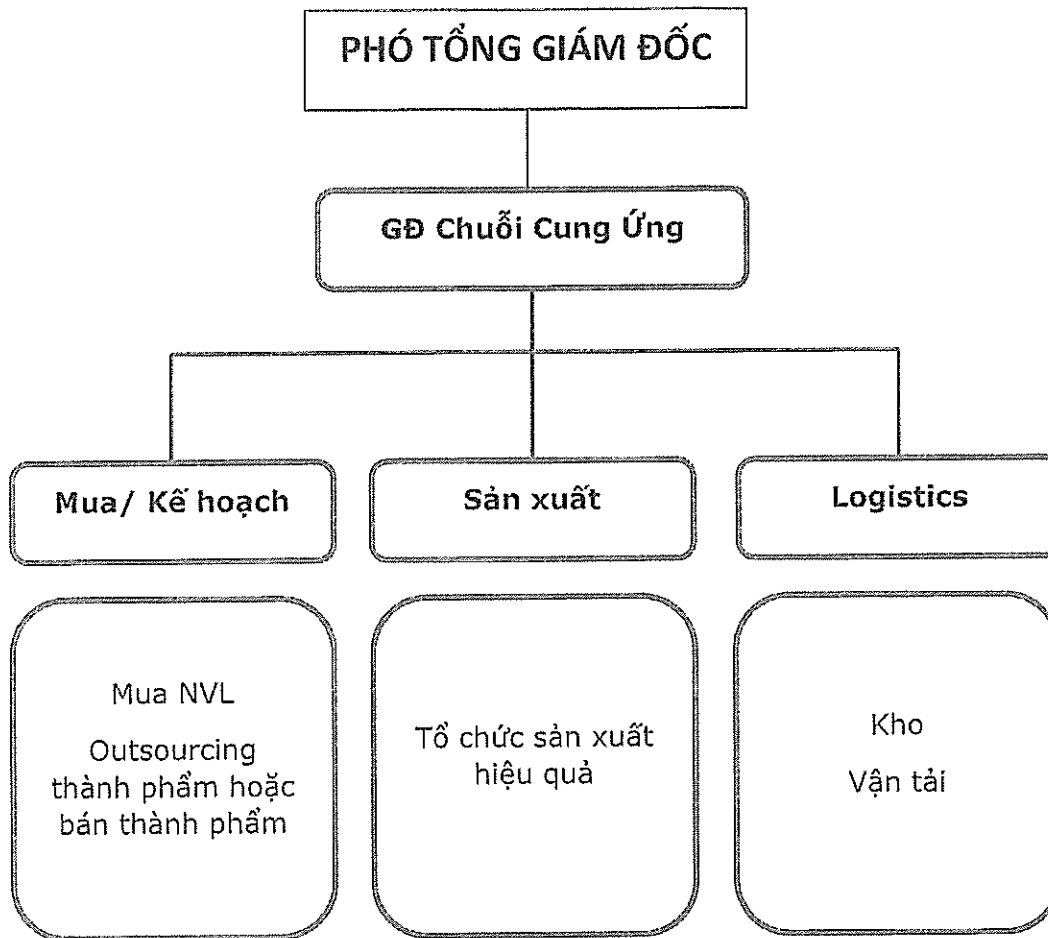 PHÓ TỔNG GIÁM ĐỐC
GĐ Chuỗi Cung Ứng
Mua/ Kế hoạch
Sản xuất
Logistics
Mua NVL
Outsourcing
thành phẩm hoặc
bán thành phẩm
Tổ chức sản xuất
hiệu quả
Kho
Vận tải